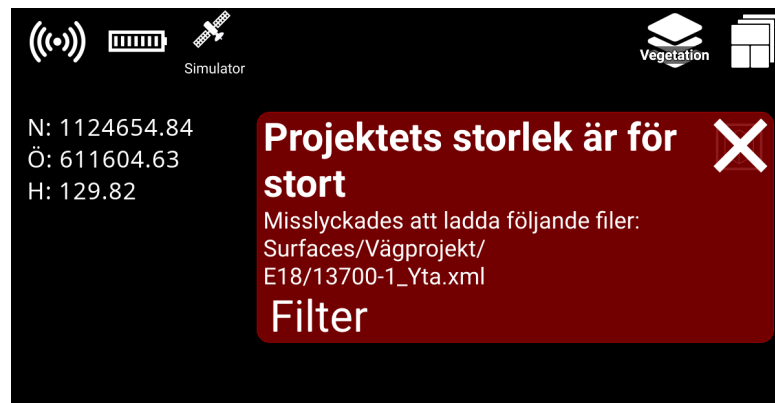 Simulator
Vegetation
N: 1124654.84
Ö: 611604.63
H: 129.82
Projektets storlek är för
stort
Misslyckades att ladda följande filer:
Surfaces/Vägprojekt/
E18/13700-1_Yta.xml
Filter